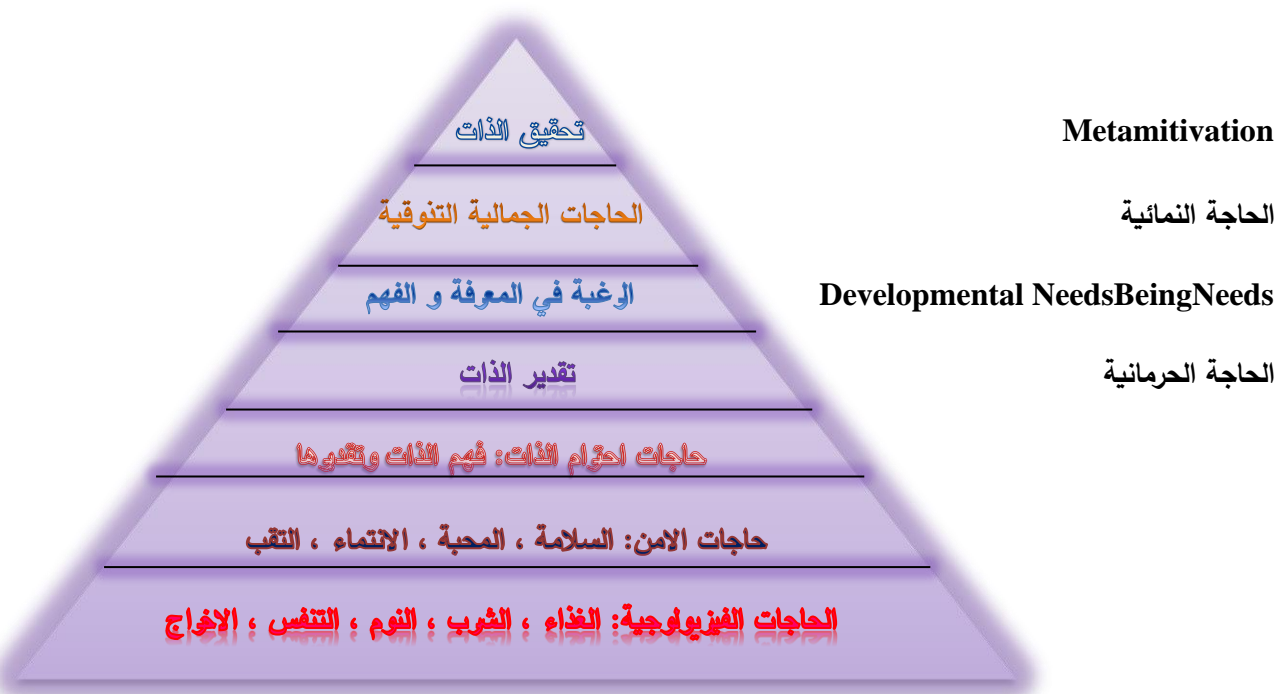 تحقيق الذات
Metamitivation
الحاجات الجمالية التذوقية
الحاجة النمائية
الرغبة في المعرفة و الفهم
Developmental NeedsBeingNeeds
تقدير الذات
الحاجة الحرمانية
حاجات احترام الذات: فهم الذات وتقديرها
حاجات الامن: السلامة ، المحبة ، الانتماء ، التقب
الحاجات الفيزيولوجية: الغذاء ، الشرب ، النوم ، التنفس ، الاخراج